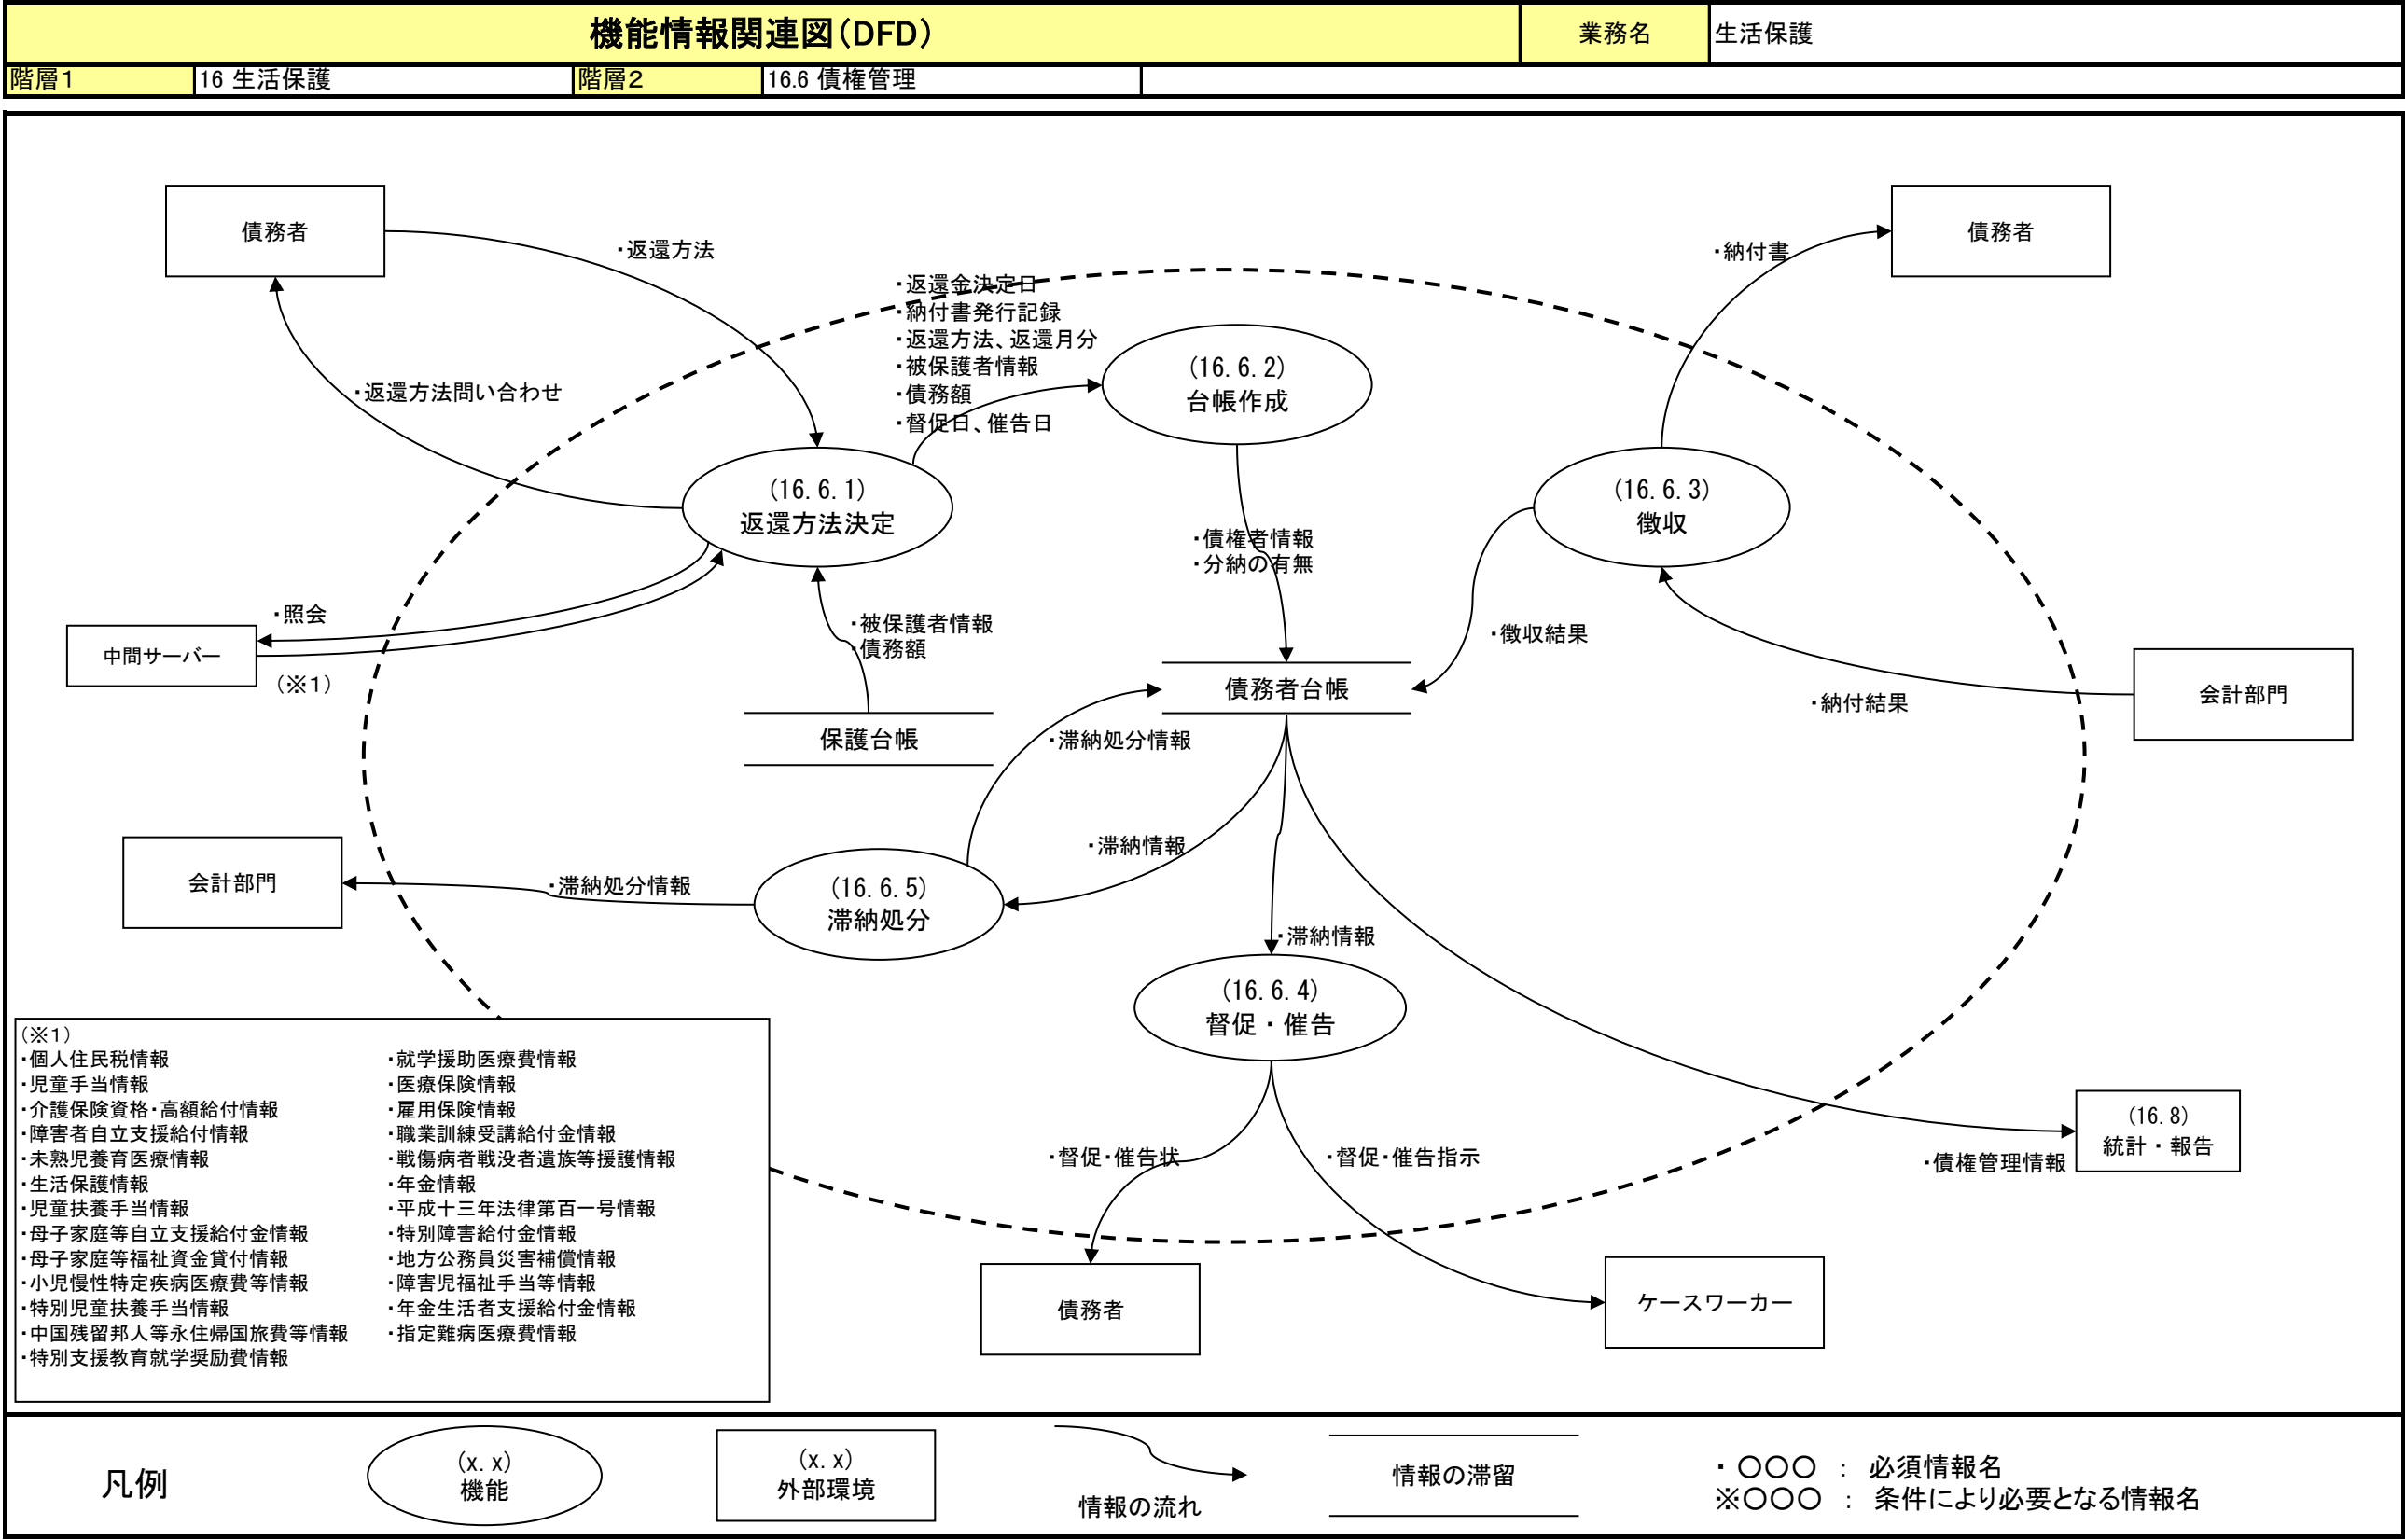 機能情報関連図（DFD）
業務名
生活保護
階層１
16 生活保護
階層２
16.6 債権管理
債務者
・返還方法
・返還方法問い合わせ
・返還金決定日
・納付書発行記録
・返還方法、返還月分
・被保護者情報
・債務額
・督促日、催告日
(16.6.2)
台帳作成
・納付書
債務者
(16.6.1)
返還方法決定
(16.6.3)
徴収
・債権者情報
・分納の有無
・照会
中間サーバー
(※１)
・被保護者情報
・債務額
保護台帳
債務者台帳
・徴収結果
・納付結果
会計部門
・滞納処分情報
・滞納情報
会計部門
・滞納処分情報
(16.6.5)
滞納処分
・滞納情報
(16.6.4)
督促・催告
・督促・催告状
・督促・催告指示
・債権管理情報
(16.8)
統計・報告
債務者
ケースワーカー
(※１)
・個人住民税情報
・児童手当情報
・介護保険資格・高額給付情報
・障害者自立支援給付情報
・未熟児養育医療情報
・生活保護情報
・児童扶養手当情報
・母子家庭等自立支援給付金情報
・母子家庭等福祉資金貸付情報
・小児慢性特定疾病医療費等情報
・特別児童扶養手当情報
・中国残留邦人等永住帰国旅費等情報
・特別支援教育就学奨励費情報
・就学援助医療費情報
・医療保険情報
・雇用保険情報
・職業訓練受講給付金情報
・戦傷病者戦没者遺族等援護情報
・年金情報
・平成十三年法律第百一号情報
・特別障害給付金情報
・地方公務員災害補償情報
・障害児福祉手当等情報
・年金生活者支援給付金情報
・指定難病医療費情報
凡例
(x.x)
機能
(x.x)
外部環境
情報の流れ
情報の滞留
・ 〇〇〇 ： 必須情報名
※〇〇〇 ： 条件により必要となる情報名